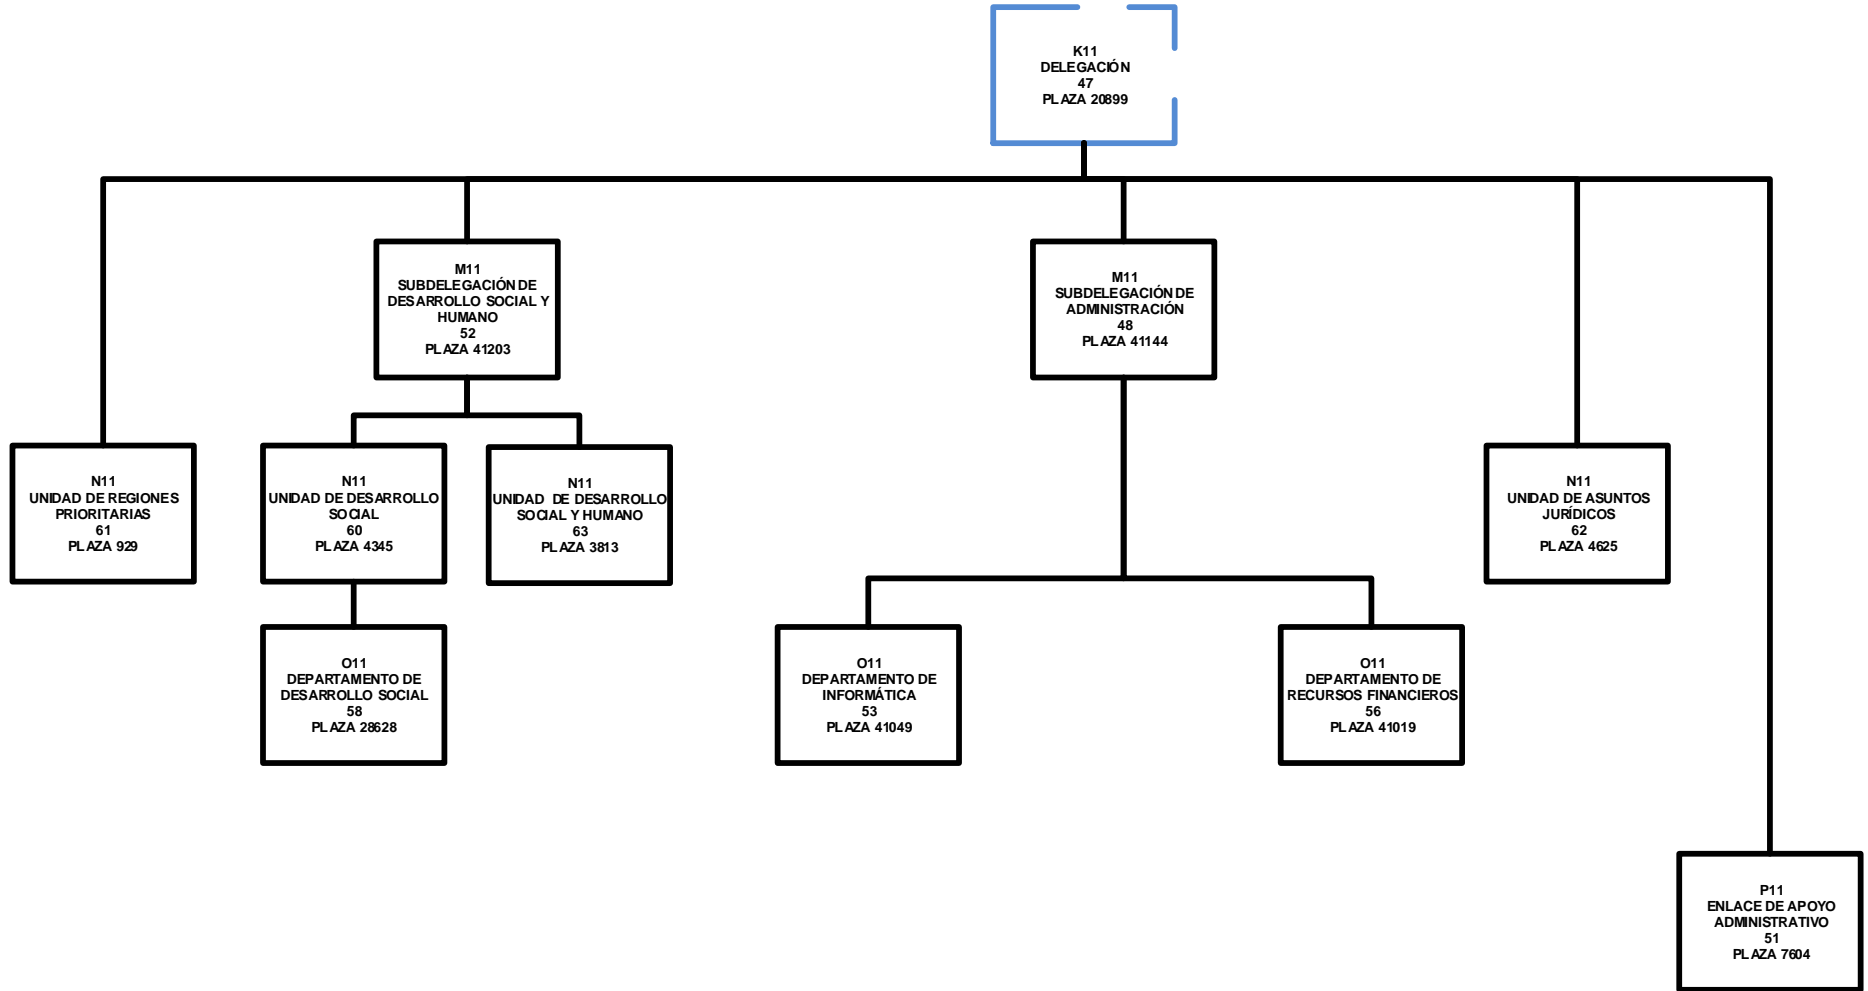 K11
DELEGACIÓN
47
PLAZA 20899
M11
SUBDELEGACIÓN DE
DESARROLLO SOCIAL Y
HUMANO
52
PLAZA 41203
M11
SUBDELEGACIÓN DE
ADMINISTRACIÓN
48
PLAZA 41144
N11
UNIDAD DE REGIONES
PRIORITARIAS
61
PLAZA 929
N11
UNIDAD DE DESARROLLO
SOCIAL
60
PLAZA 4345
N11
UNIDAD DE DESARROLLO
SOCIAL Y HUMANO
63
PLAZA 3813
N11
UNIDAD DE ASUNTOS
JURÍDICOS
62
PLAZA 4625
O11
DEPARTAMENTO DE
DESARROLLO SOCIAL
58
PLAZA 28628
O11
DEPARTAMENTO DE
INFORMÁTICA
53
PLAZA 41049
O11
DEPARTAMENTO DE
RECURSOS FINANCIEROS
56
PLAZA 41019
P11
ENLACE DE APOYO
ADMINISTRATIVO
51
PLAZA 7604